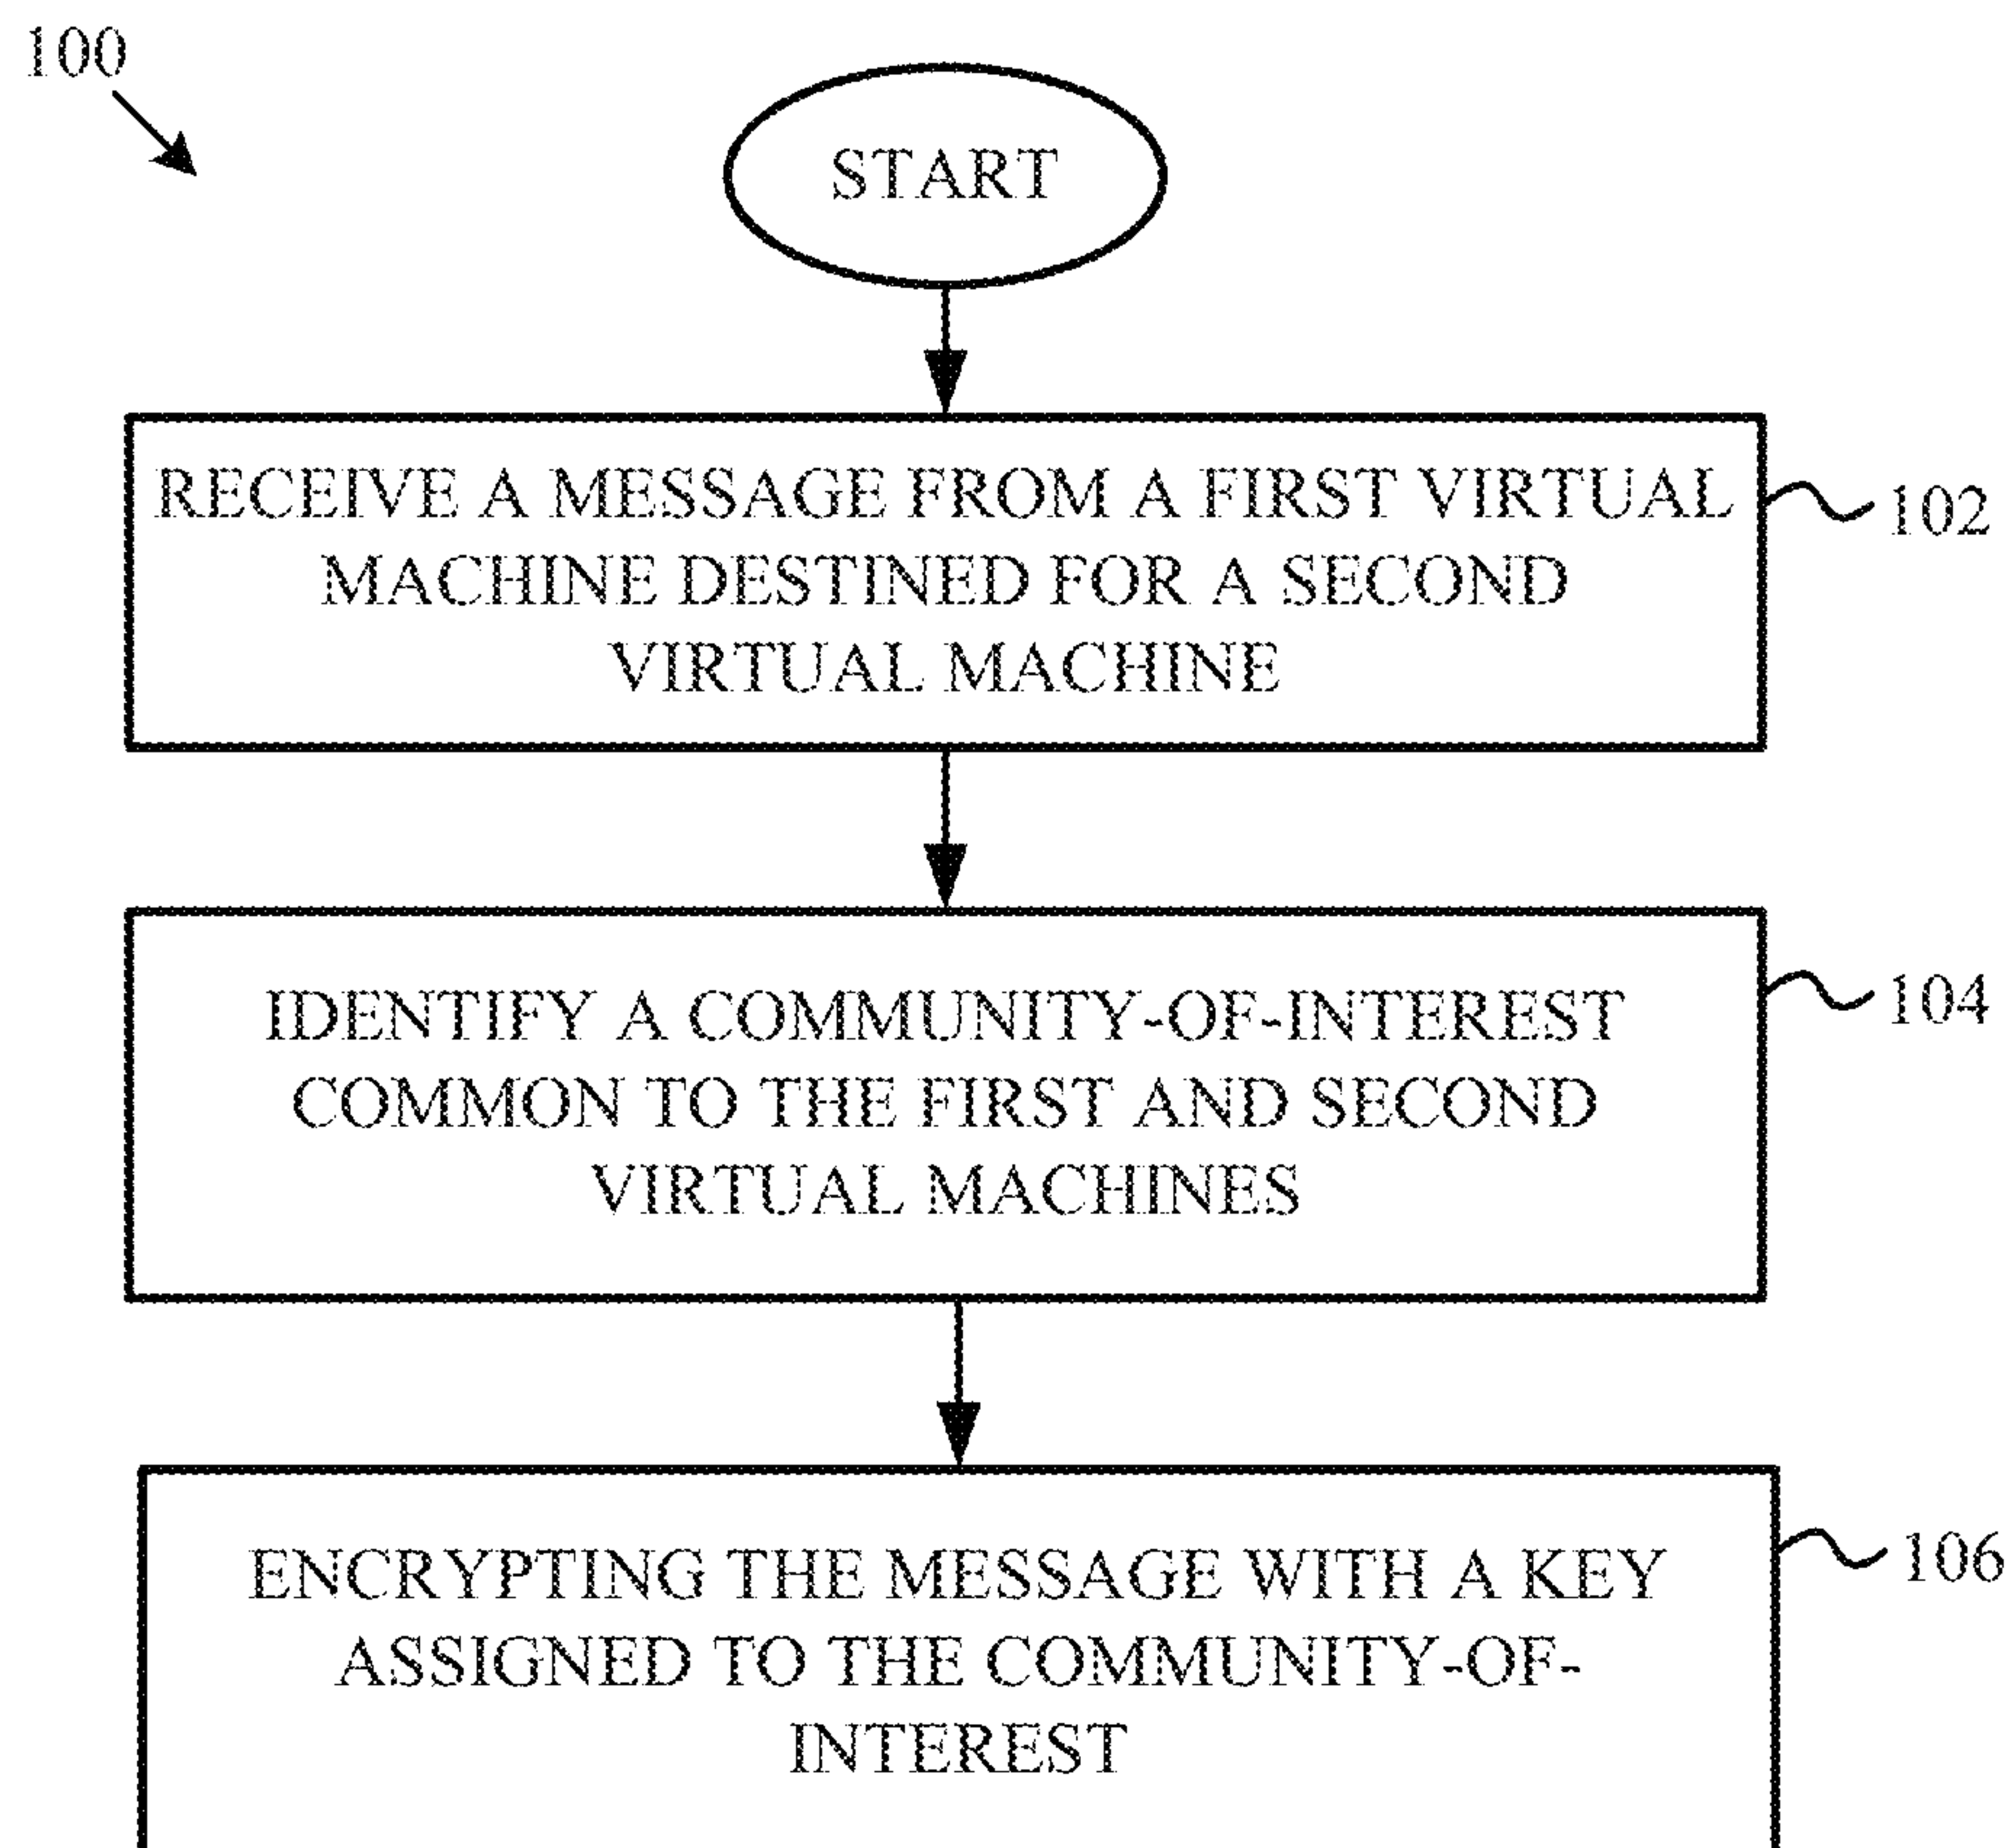 100
START
RECEIVE A MESSAGE FROM A FIRST VIRTUAL
MACHINE DESTINED FOR A SECOND
VIRTUAL MACHINE
102
IDENTIFY A COMMUNITY-OF-INTEREST
COMMON TO THE FIRST AND SECOND
VIRTUAL MACHINES
104
ENCRYPTING THE MESSAGE WITH A KEY
ASSIGNED TO THE COMMUNITY-OF-
INTEREST
106